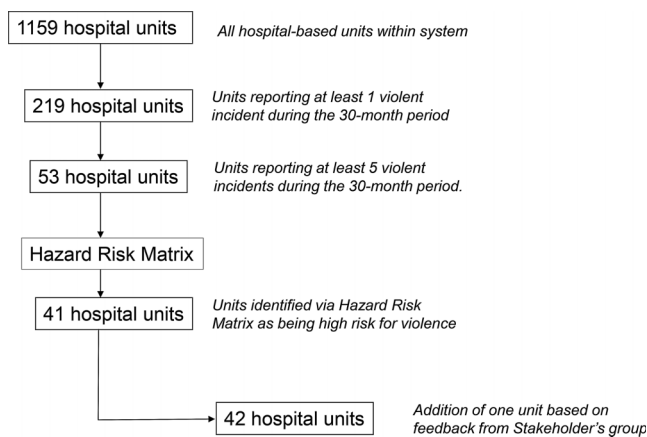 1159 hospital units
All hospital-based units within system
219 hospital units
Units reporting at least 1 violent
incident during the 30-month period
53 hospital units
Units reporting at least 5 violent
incidents during the 30-month period.
Hazard Risk Matrix
41 hospital units
Units identified via Hazard Risk
Matrix as being high risk for violence
42 hospital units
Addition of one unit based on
feedback from Stakeholder's group